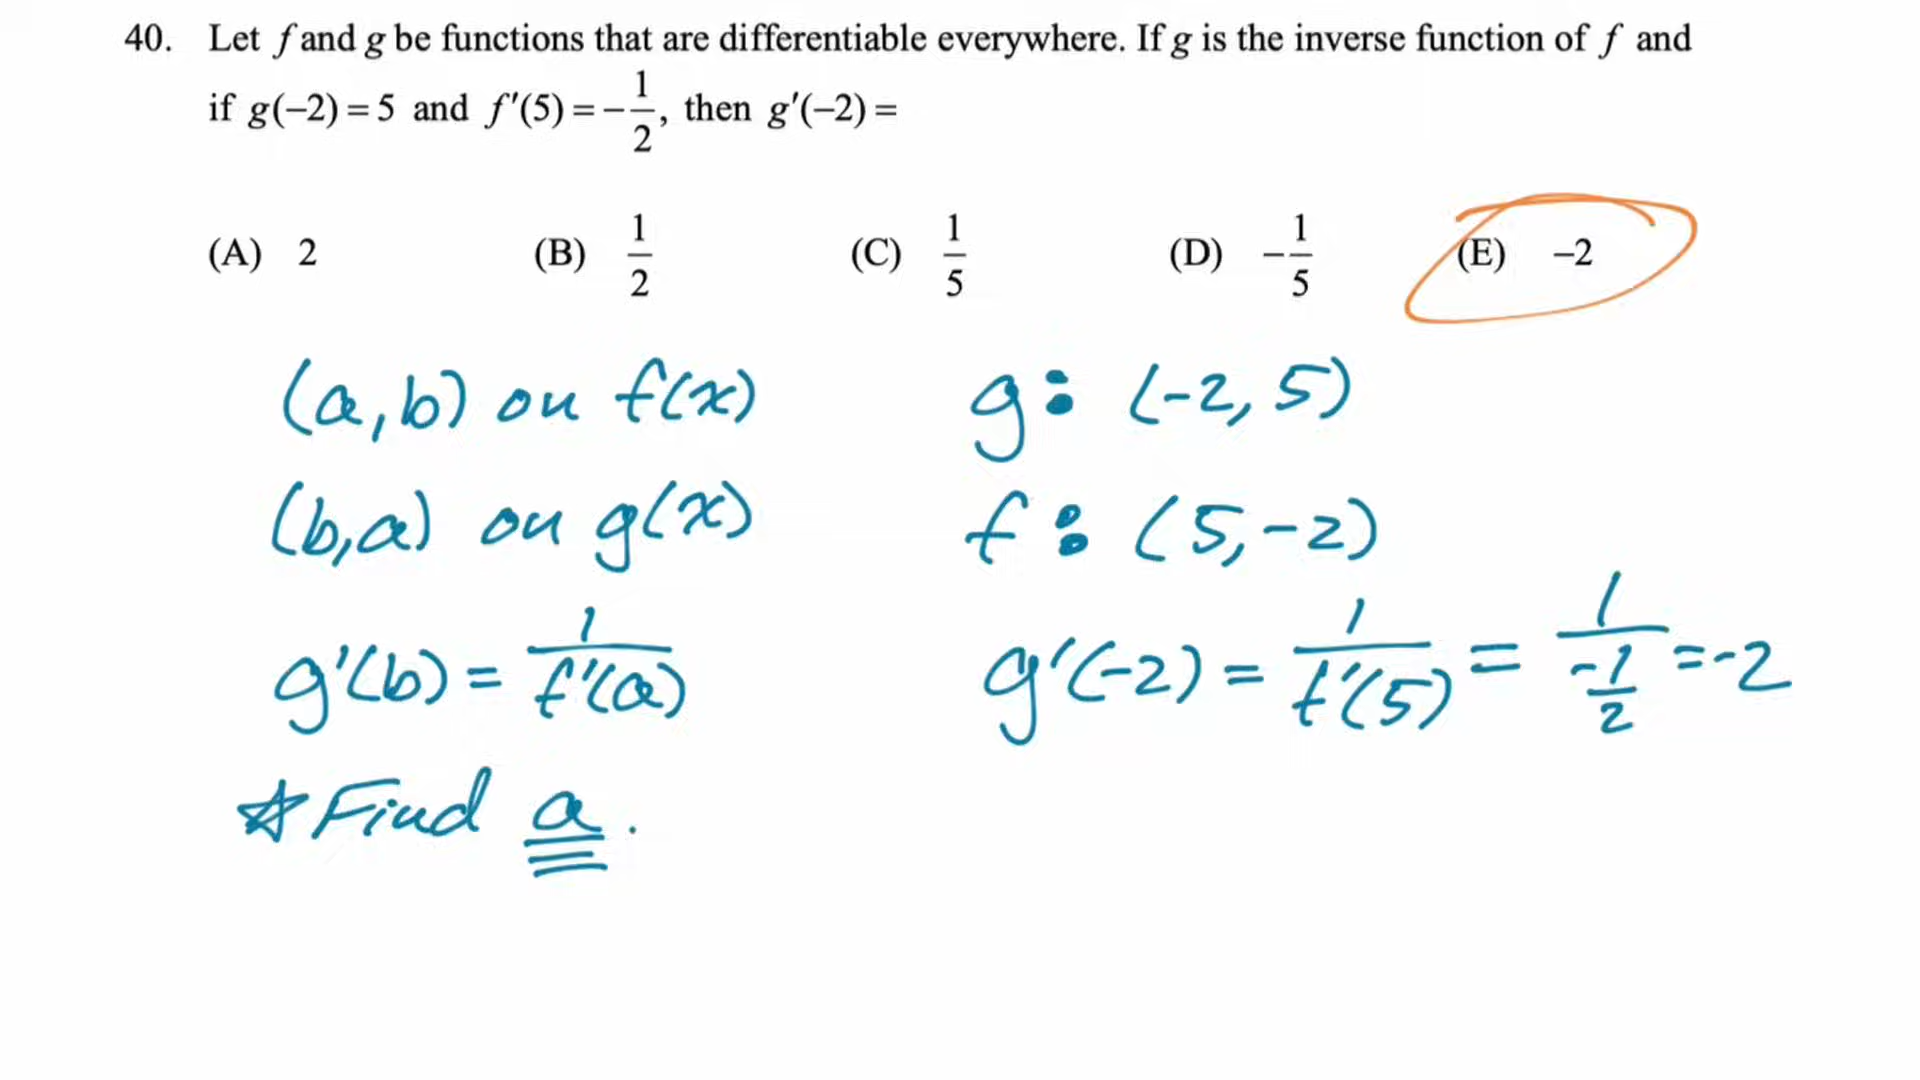 40. Let f and g be functions that are differentiable everywhere. If g is the inverse function of f and
if g(–2) = 5 and f′(5) = –1/2, then g′(–2) =
(A) 2 (B) 1/2 (C) 1/5 (D) –1/5 (E) –2
(a,b) on f(x)
(b,a) on g(x)
g'(b) = 1/f'(a)
* Find a.
g: (-2, 5)
f: (5, -2)
g'(-2) = 1/f'(5) = 1/(-1/2) = -2